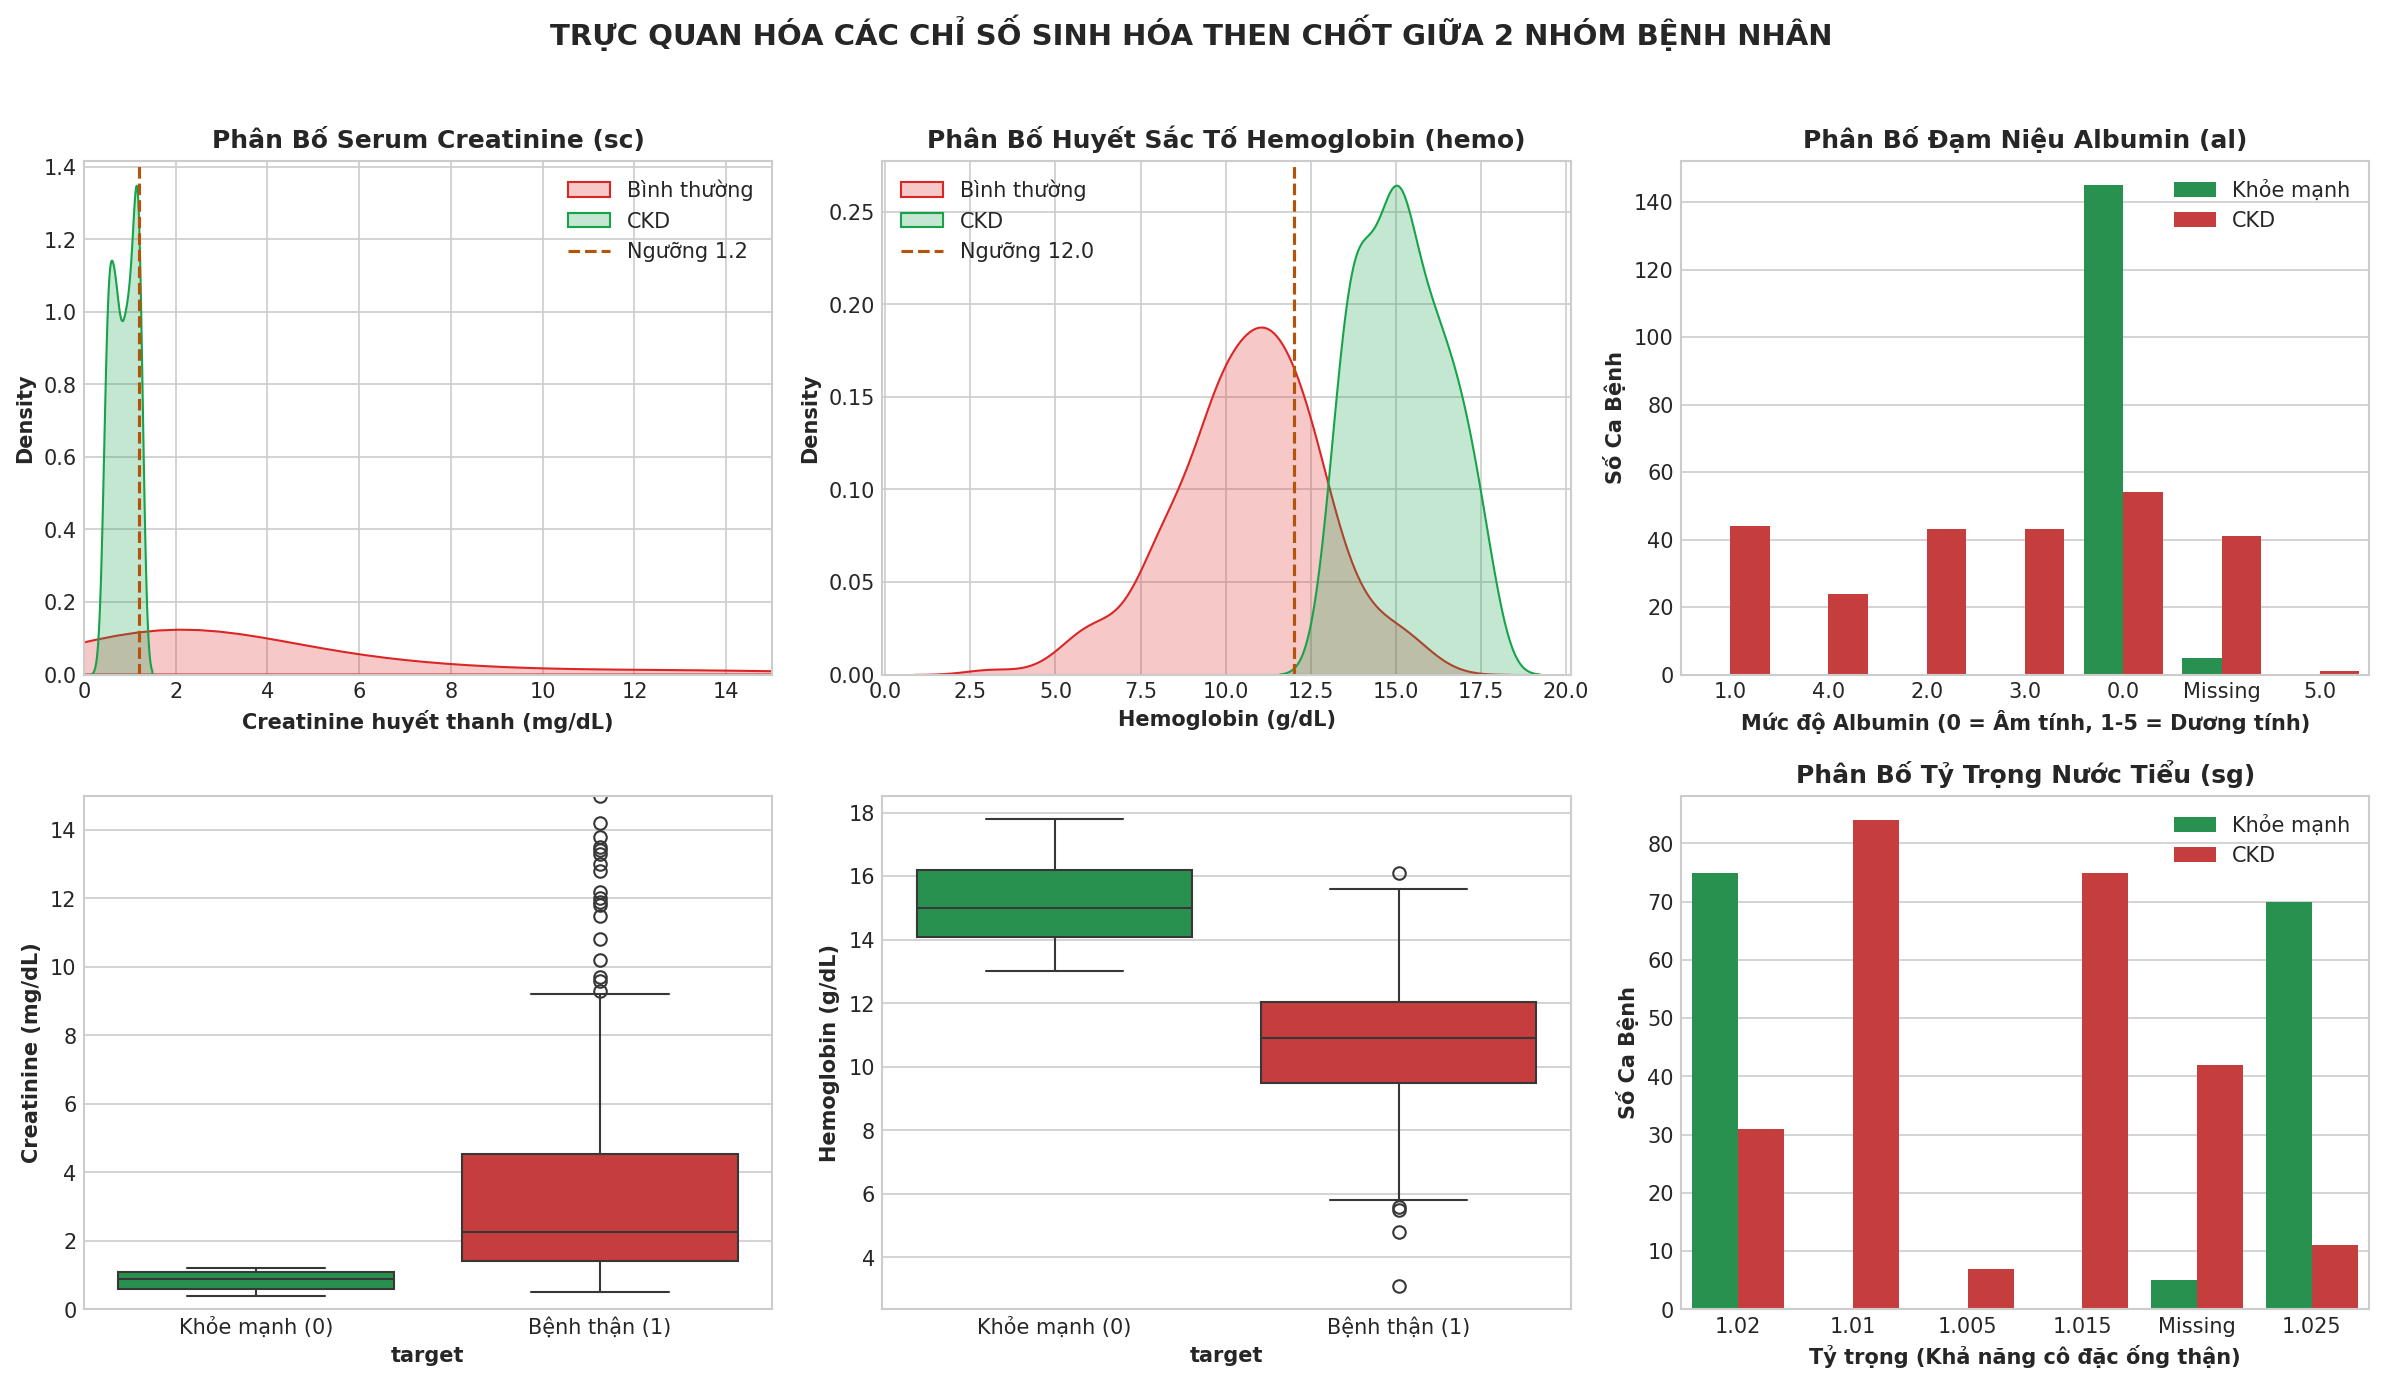 TRỰC QUAN HÓA CÁC CHỈ SỐ SINH HÓA THEN CHỐT GIỮA 2 NHÓM BỆNH NHÂN
Phân Bố Serum Creatinine (sc)
Density
1.4
1.2
1.0
0.8
0.6
0.4
0.2
0.0
Bình thường
CKD
Ngưỡng 1.2
0 2 4 6 8 10 12 14
Creatinine huyết thanh (mg/dL)
Phân Bố Huyết Sắc Tố Hemoglobin (hemo)
Density
0.25
0.20
0.15
0.10
0.05
0.00
Bình thường
CKD
Ngưỡng 12.0
0.0 2.5 5.0 7.5 10.0 12.5 15.0 17.5 20.0
Hemoglobin (g/dL)
Phân Bố Đạm Niệu Albumin (al)
Số Ca Bệnh
140
120
100
80
60
40
20
0
Khỏe mạnh
CKD
1.0 4.0 2.0 3.0 0.0 Missing 5.0
Mức độ Albumin (0 = Âm tính, 1-5 = Dương tính)
Creatinine (mg/dL)
14
12
10
8
6
4
2
0
Khỏe mạnh (0) Bệnh thận (1)
target
Hemoglobin (g/dL)
18
16
14
12
10
8
6
4
Khỏe mạnh (0) Bệnh thận (1)
target
Phân Bố Tỷ Trọng Nước Tiểu (sg)
Số Ca Bệnh
80
70
60
50
40
30
20
10
0
Khỏe mạnh
CKD
1.02 1.01 1.005 1.015 Missing 1.025
Tỷ trọng (Khả năng cô đặc ống thận)